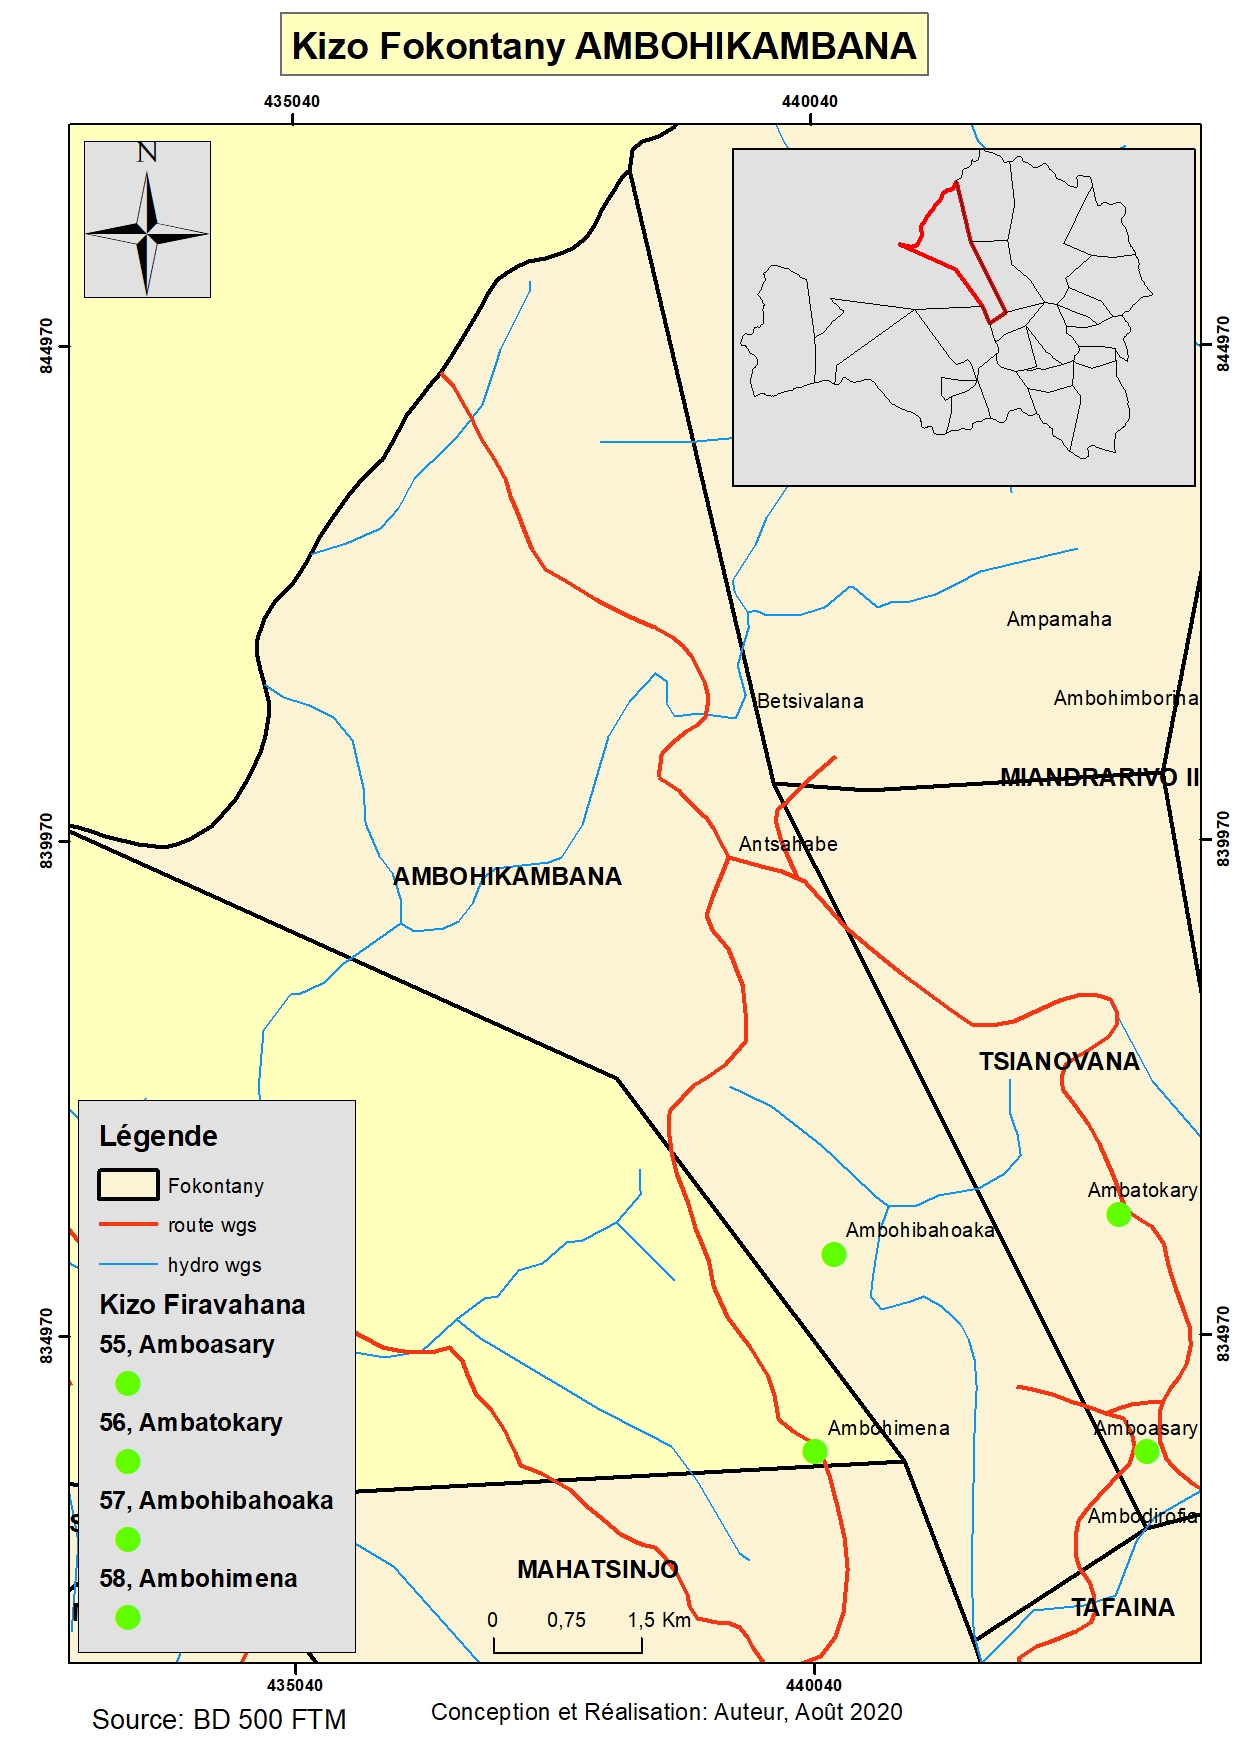 Kizo Fokontany AMBOHIKAMBANA
435040
440040
N
844970
844970
Ampamaha
Betsivalana
Ambohimborina
MIANDRARIVO II
839970
Antsahabe
839970
AMBOHIKAMBANA
TSIANOVANA
Légende
Fokontany
route wgs
hydro wgs
Kizo Firavahana
55, Amboasary
56, Ambatokary
57, Ambohibahoaka
58, Ambohimena
Ambatokary
Ambohibahoaka
834970
834970
Ambohimena
Amboasary
Ambodirofia
MAHATSINJO
TAFAINA
0 0,75 1,5 Km
435040
440040
Source: BD 500 FTM
Conception et Réalisation: Auteur, Août 2020